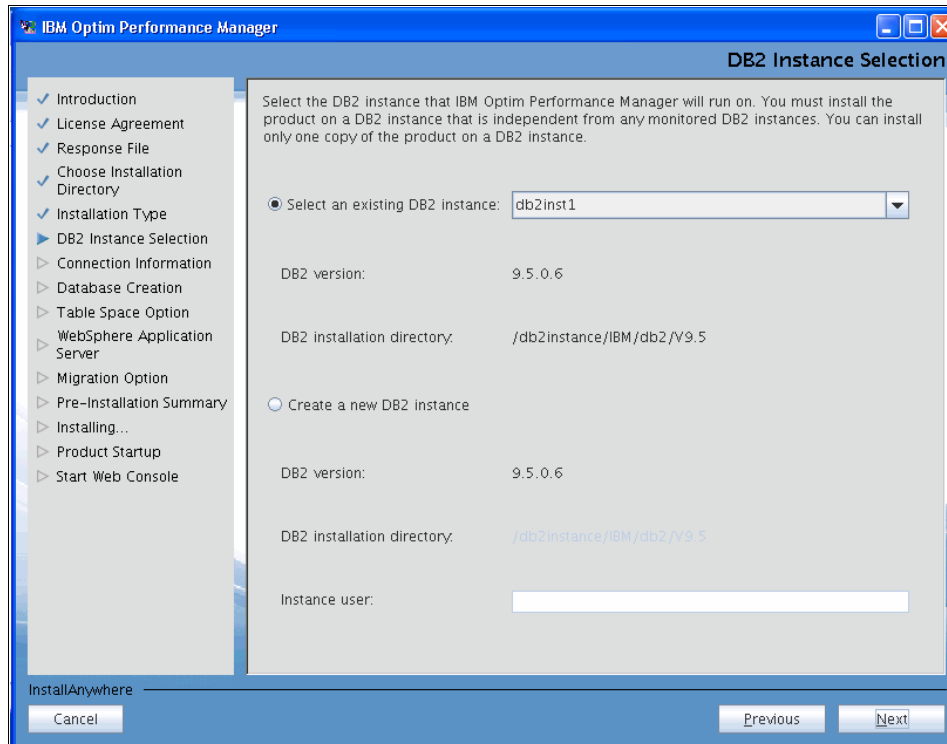 IBM Optim Performance Manager
DB2 Instance Selection
Introduction
License Agreement
Response File
Choose Installation
Directory
Installation Type
DB2 Instance Selection
Connection Information
Database Creation
Table Space Option
WebSphere Application
Server
Migration Option
Pre-Installation Summary
Installing...
Product Startup
Start Web Console
Select the DB2 instance that IBM Optim Performance Manager will run on. You must install the
product on a DB2 instance that is independent from any monitored DB2 instances. You can install
only one copy of the product on a DB2 instance.
Select an existing DB2 instance: db2inst1
DB2 version: 9.5.0.6
DB2 installation directory: /db2instance/IBM/db2/V9.5
Create a new DB2 instance
DB2 version: 9.5.0.6
DB2 installation directory: /db2instance/IBM/db2/V9.5
Instance user:
InstallAnywhere
Cancel Previous Next